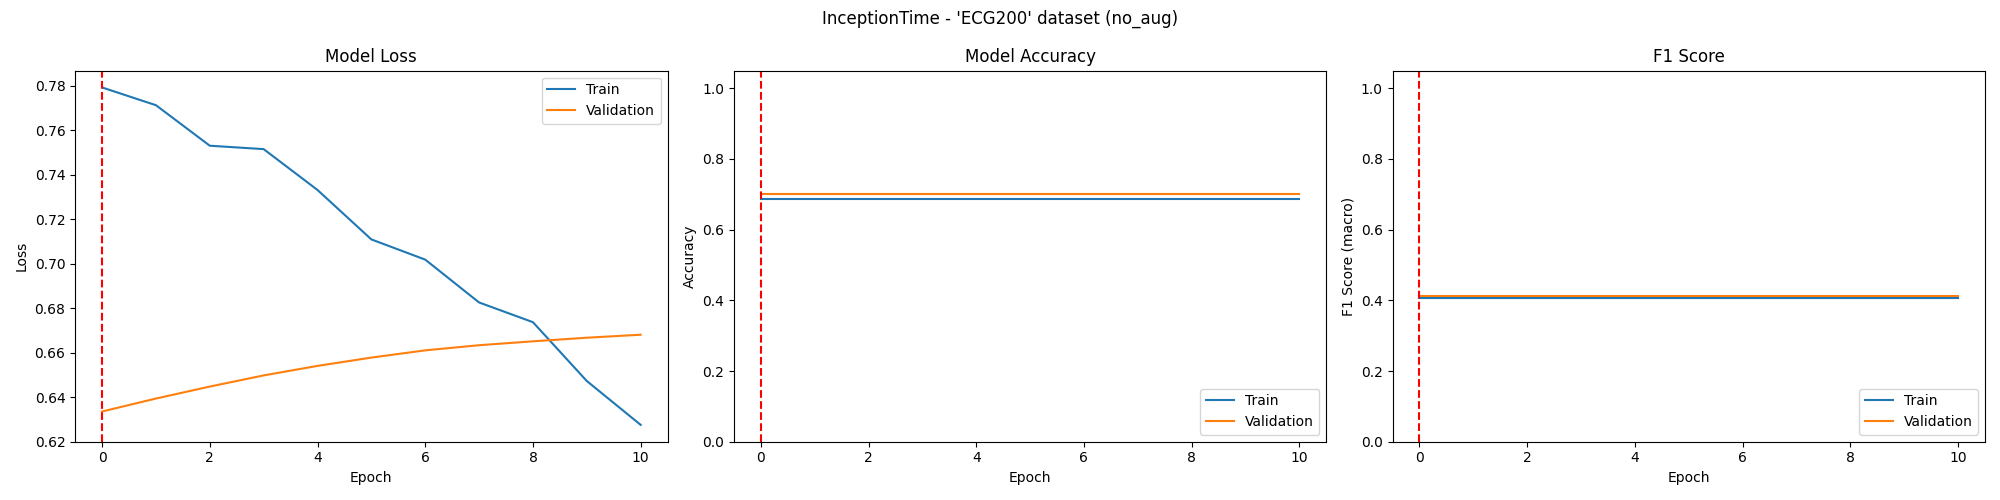 InceptionTime - 'ECG200' dataset (no_aug)
Model Loss
0.78
0.76
0.74
0.72
0.70
0.68
0.66
0.64
0.62
Loss
0 2 4 6 8 10
Epoch
Train
Validation
Model Accuracy
1.0
0.8
0.6
0.4
0.2
0.0
Accuracy
0 2 4 6 8 10
Epoch
Train
Validation
F1 Score
1.0
0.8
0.6
0.4
0.2
0.0
F1 Score (macro)
0 2 4 6 8 10
Epoch
Train
Validation